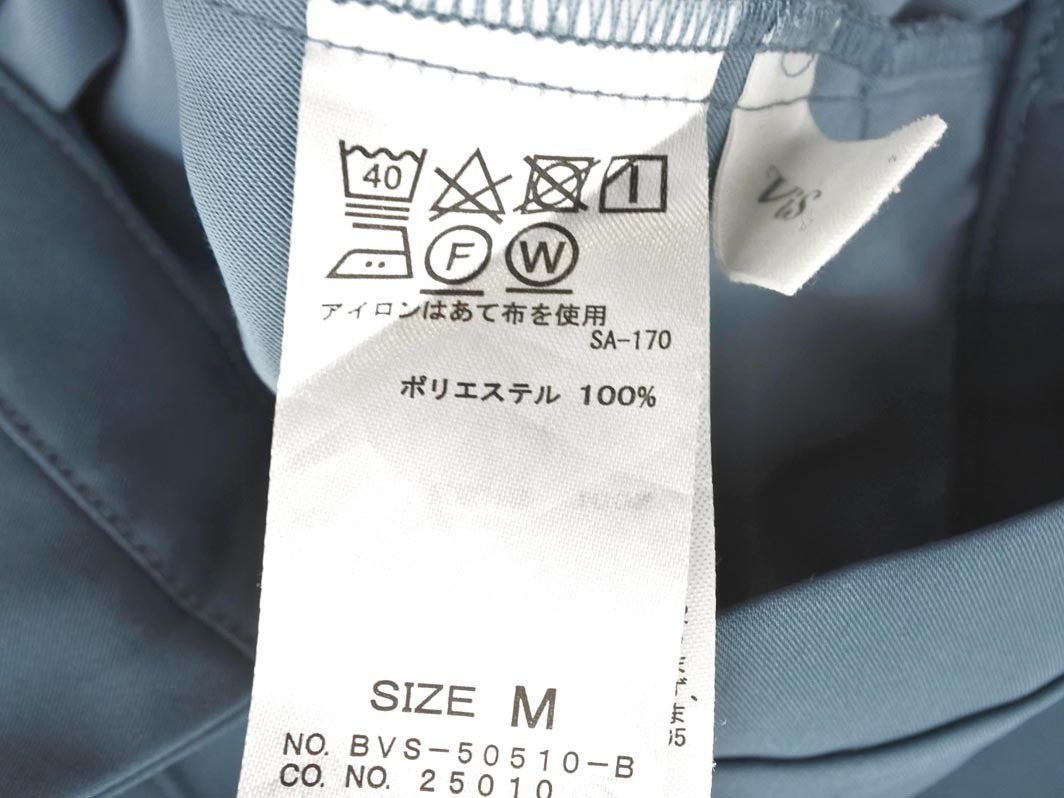 40
F W
ViS
アイロンはあて布を使用
SA-170
ポリエステル 100%
SIZE M
NO. BVS-50510-B
CO. NO. 25010